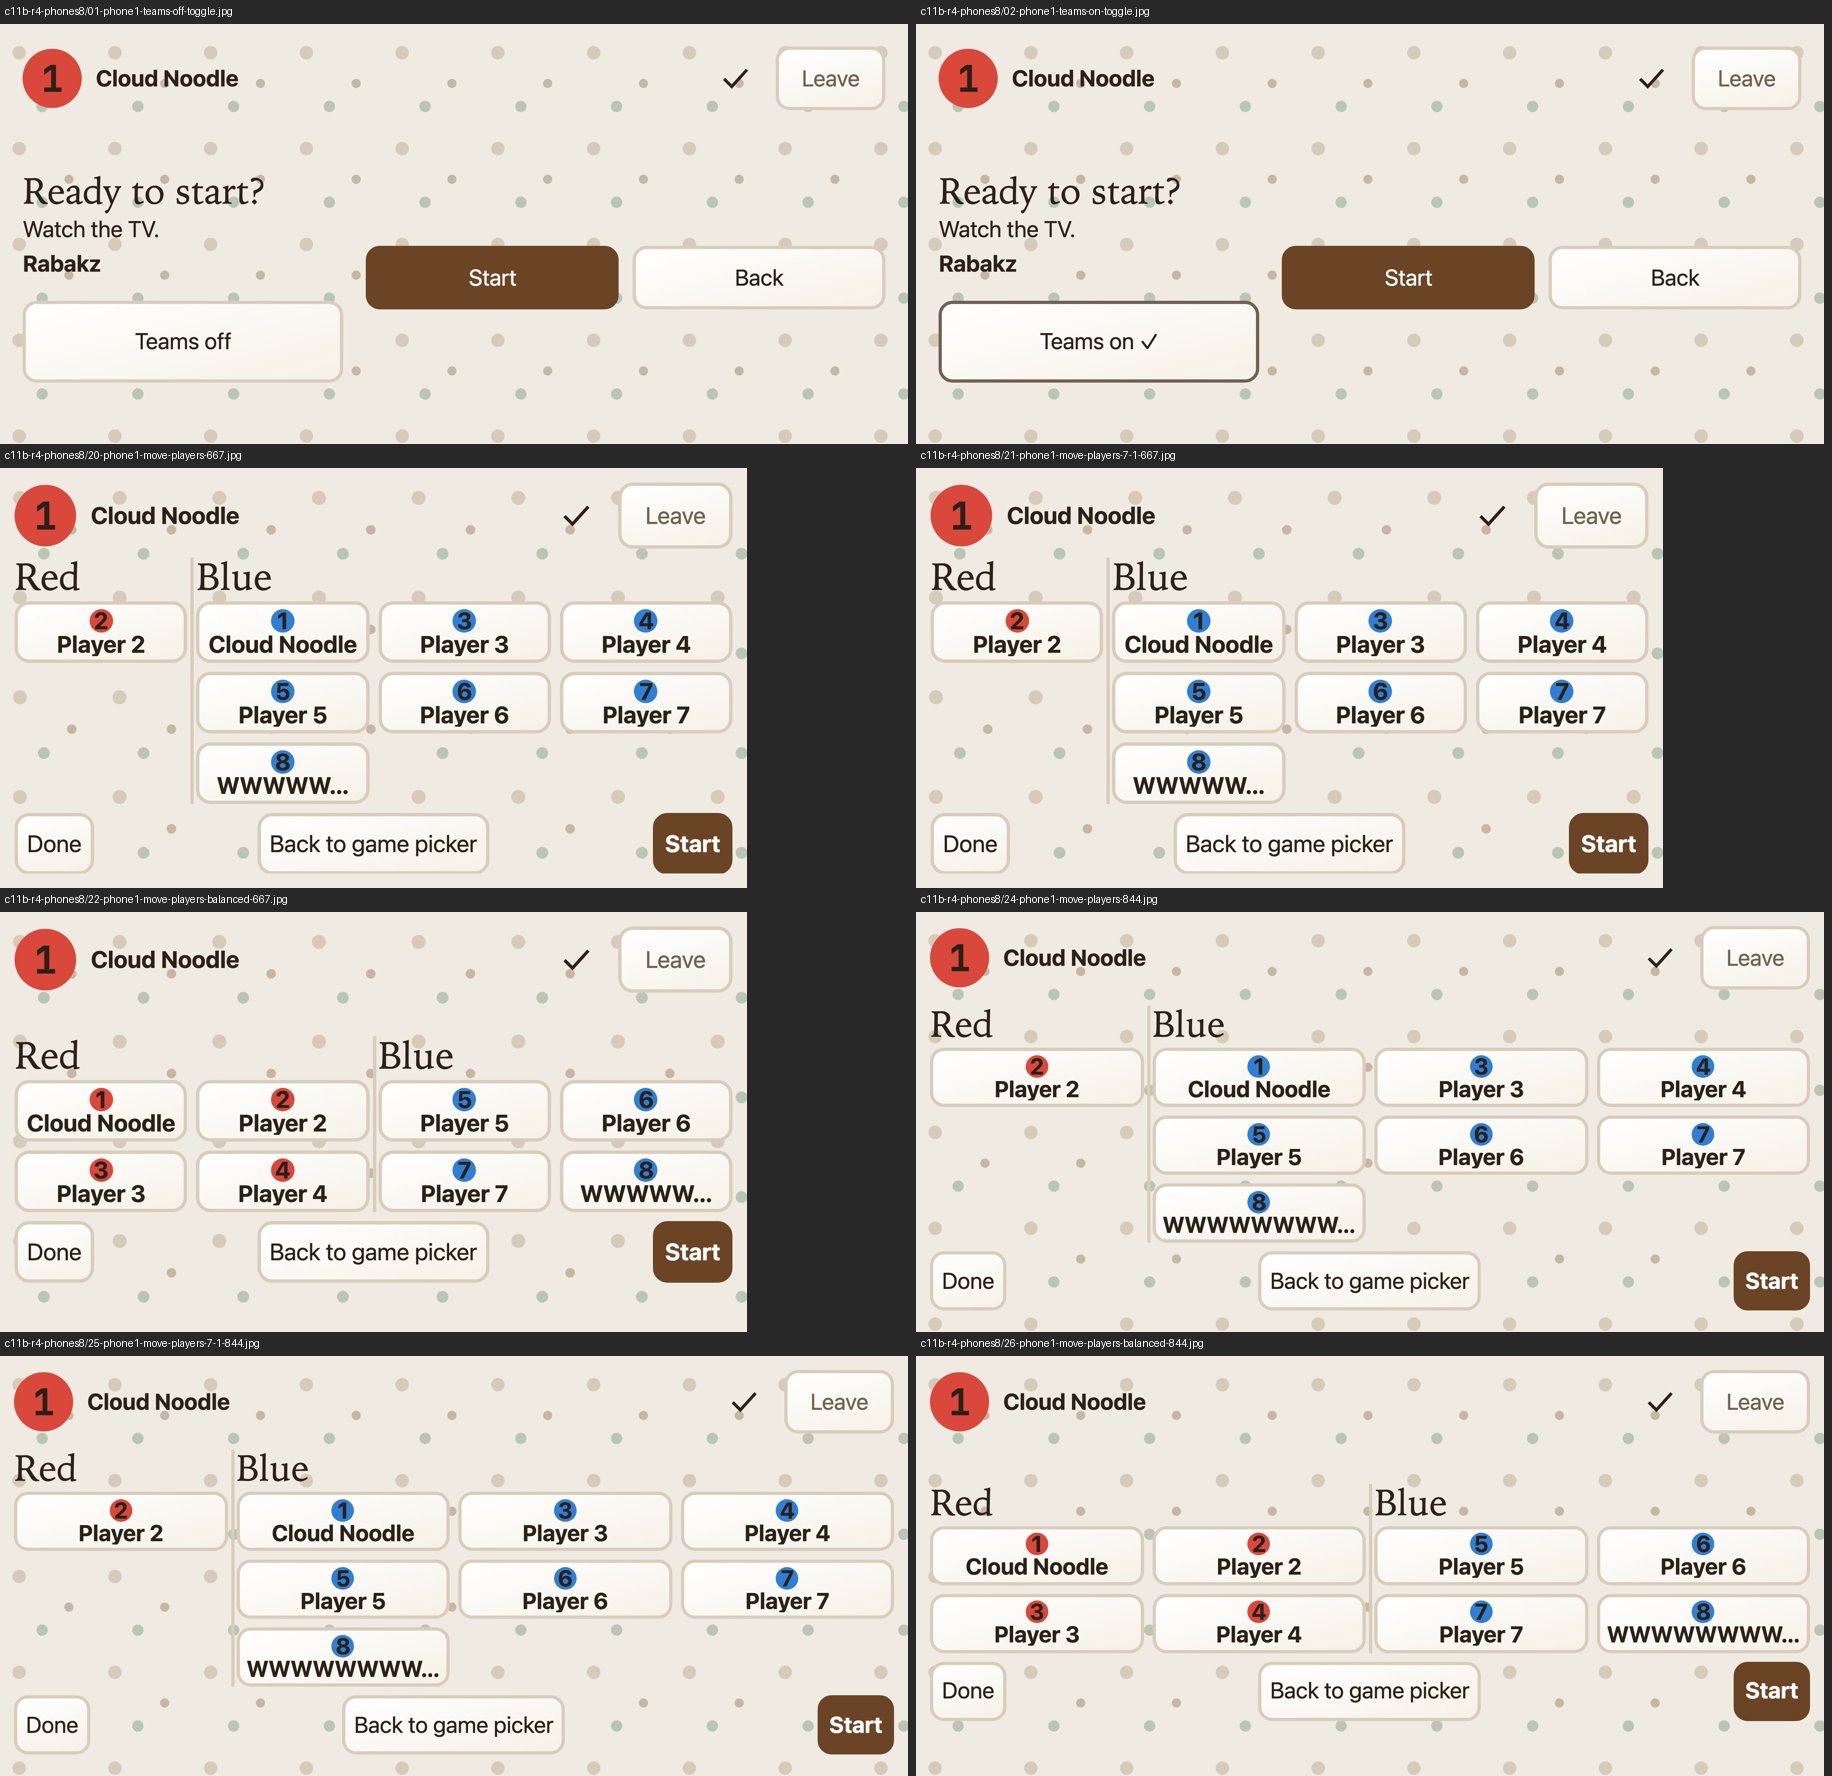 c11b-r4-phones8/01-phone1-teams-off-toggle.jpg
1 Cloud Noodle ✓ Leave
Ready to start?
Watch the TV.
Rabakz
Start Back
Teams off
c11b-r4-phones8/02-phone1-teams-on-toggle.jpg
1 Cloud Noodle ✓ Leave
Ready to start?
Watch the TV.
Rabakz
Start Back
Teams on ✓
c11b-r4-phones8/20-phone1-move-players-667.jpg
1 Cloud Noodle ✓ Leave
Red Blue
2 1 3 4
Player 2 Cloud Noodle Player 3 Player 4
5 6 7
Player 5 Player 6 Player 7
8
WWWWW...
Done Back to game picker Start
c11b-r4-phones8/21-phone1-move-players-7-1-667.jpg
1 Cloud Noodle ✓ Leave
Red Blue
2 1 3 4
Player 2 Cloud Noodle Player 3 Player 4
5 6 7
Player 5 Player 6 Player 7
8
WWWWW...
Done Back to game picker Start
c11b-r4-phones8/22-phone1-move-players-balanced-667.jpg
1 Cloud Noodle ✓ Leave
Red Blue
1 2 5 6
Cloud Noodle Player 2 Player 5 Player 6
3 4 7 8
Player 3 Player 4 Player 7 WWWWW...
Done Back to game picker Start
c11b-r4-phones8/24-phone1-move-players-844.jpg
1 Cloud Noodle ✓ Leave
Red Blue
2 1 3 4
Player 2 Cloud Noodle Player 3 Player 4
5 6 7
Player 5 Player 6 Player 7
8
WWWWWWWW...
Done Back to game picker Start
c11b-r4-phones8/25-phone1-move-players-7-1-844.jpg
1 Cloud Noodle ✓ Leave
Red Blue
2 1 3 4
Player 2 Cloud Noodle Player 3 Player 4
5 6 7
Player 5 Player 6 Player 7
8
WWWWWWWW...
Done Back to game picker Start
c11b-r4-phones8/26-phone1-move-players-balanced-844.jpg
1 Cloud Noodle ✓ Leave
Red Blue
1 2 5 6
Cloud Noodle Player 2 Player 5 Player 6
3 4 7 8
Player 3 Player 4 Player 7 WWWWWWWW...
Done Back to game picker Start